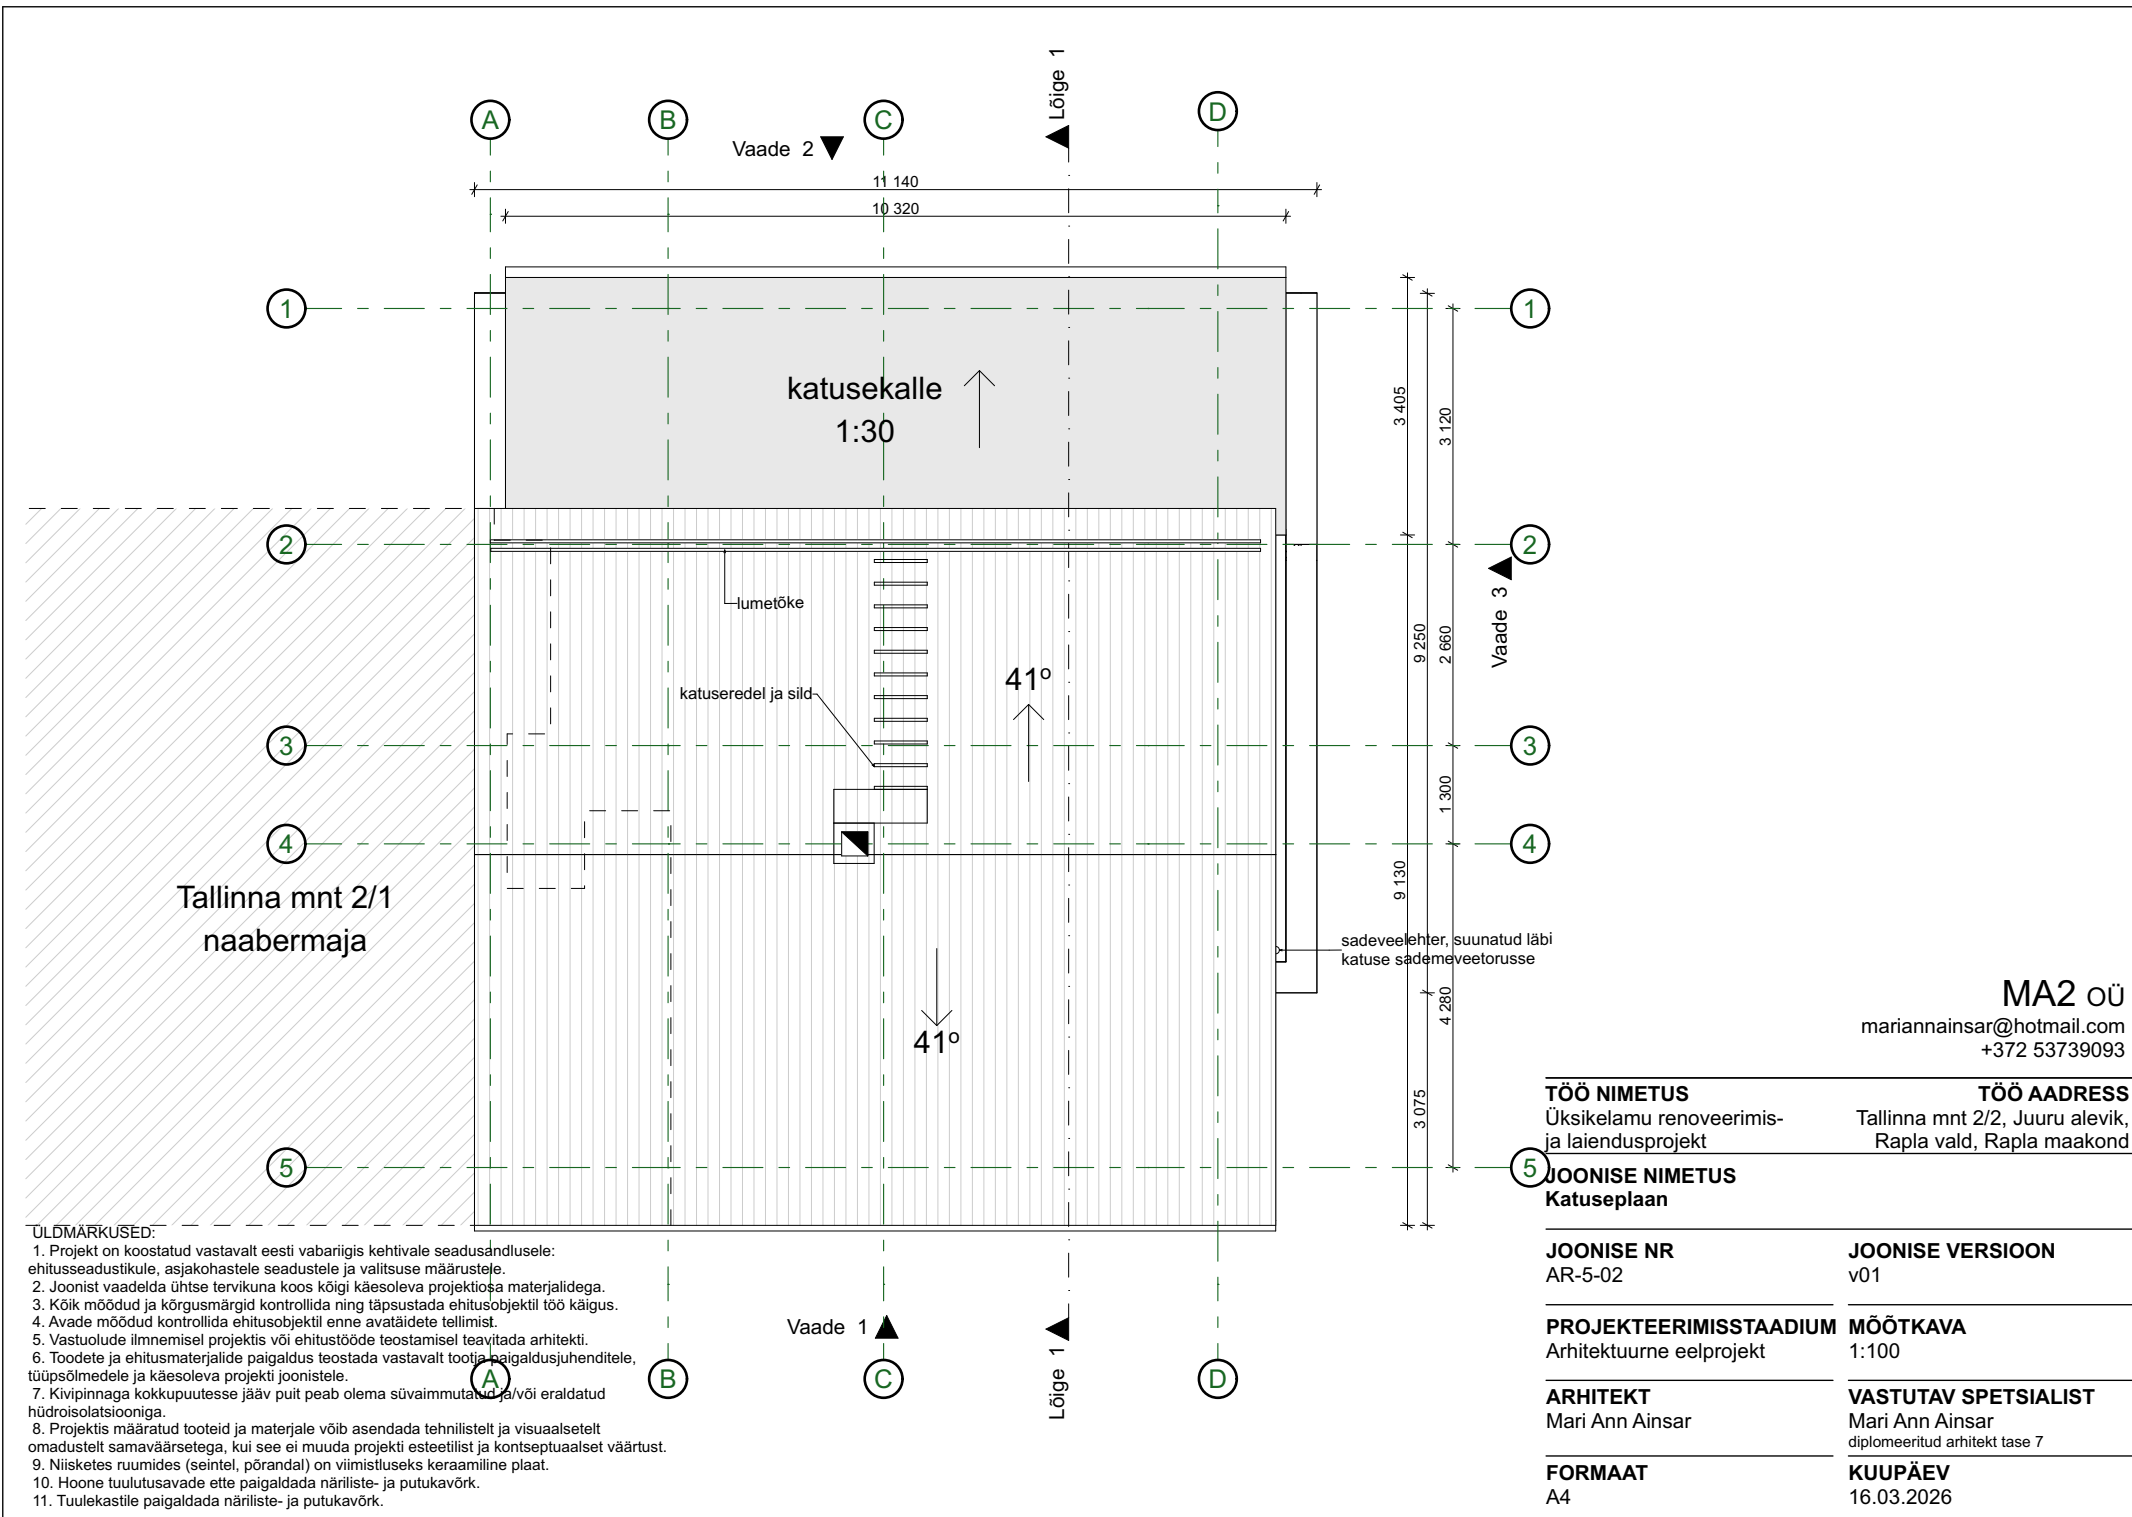 A
B
C
D
Lõige 1
Vaade 2
11 140
10 320
1
1
katusekalle
1:30
3 405
3 120
2
2
lumetõke
Vaade 3
9 250
2 660
katuseredel ja sild
41º
3
3
1 300
4
4
Tallinna mnt 2/1
naabermaja
9 130
sadeveelehter, suunatud läbi
katuse sademeveetorusse
4 280
41º
3 075
5
5
Vaade 1
Lõige 1
A
B
C
D
ÜLDMÄRKUSED:
1. Projekt on koostatud vastavalt eesti vabariigis kehtivale seadusandlusele:
ehitusseadustikule, asjakohastele seadustele ja valitsuse määrustele.
2. Joonist vaadelda ühtse tervikuna koos kõigi käesoleva projektiosa materjalidega.
3. Kõik mõõdud ja kõrgusmärgid kontrollida ning täpsustada ehitusobjektil töö käigus.
4. Avade mõõdud kontrollida ehitusobjektil enne avatäidete tellimist.
5. Vastuolude ilmnemisel projektis või ehitustööde teostamisel teavitada arhitekti.
6. Toodete ja ehitusmaterjalide paigaldus teostada vastavalt tootja paigaldusjuhenditele,
tüüpsõlmedele ja käesoleva projekti joonistele.
7. Kivipinnaga kokkupuutesse jääv puit peab olema süvaimmutatud ja/või eraldatud
hüdroisolatsiooniga.
8. Projektis määratud tooteid ja materjale võib asendada tehnilistelt ja visuaalsetelt
omadustelt samaväärsetega, kui see ei muuda projekti esteetilist ja kontseptuaalset väärtust.
9. Niisketes ruumides (seintel, põrandal) on viimistluseks keraamiline plaat.
10. Hoone tuulutusavade ette paigaldada näriliste- ja putukavõrk.
11. Tuulekastile paigaldada näriliste- ja putukavõrk.
MA2 OÜ
mariannainsar@hotmail.com
+372 53739093
TÖÖ NIMETUS
Üksikelamu renoveerimis-
ja laiendusprojekt
TÖÖ AADRESS
Tallinna mnt 2/2, Juuru alevik,
Rapla vald, Rapla maakond
JOONISE NIMETUS
Katuseplaan
JOONISE NR
AR-5-02
JOONISE VERSIOON
v01
PROJEKTEERIMISSTAADIUM
Arhitektuurne eelprojekt
MÕÕTKAVA
1:100
ARHITEKT
Mari Ann Ainsar
VASTUTAV SPETSIALIST
Mari Ann Ainsar
diplomeeritud arhitekt tase 7
FORMAAT
A4
KUUPÄEV
16.03.2026